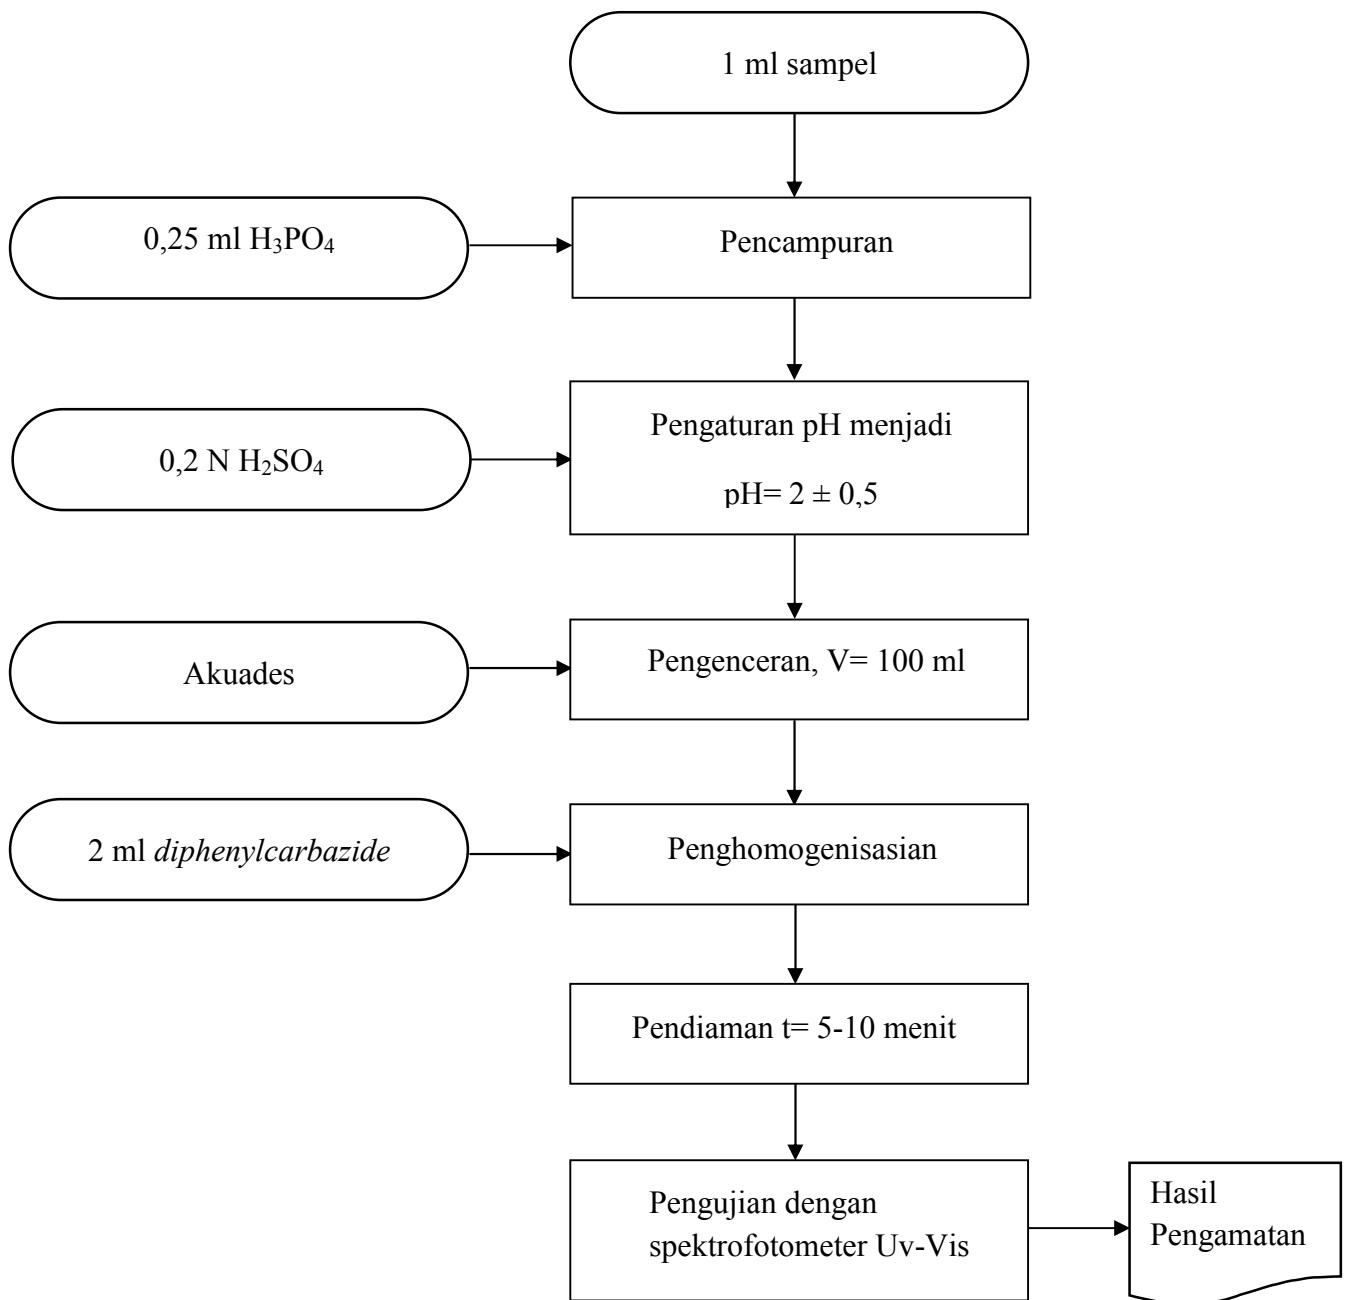 1 ml sampel
0,25 ml H₃PO₄
Pencampuran
0,2 N H₂SO₄
Pengaturan pH menjadi
pH= 2 ± 0,5
Akuades
Pengenceran, V= 100 ml
2 ml diphenylcarbazide
Penghomogenisasian
Pendiaman t= 5-10 menit
Pengujian dengan
spektrofotometer Uv-Vis
Hasil
Pengamatan